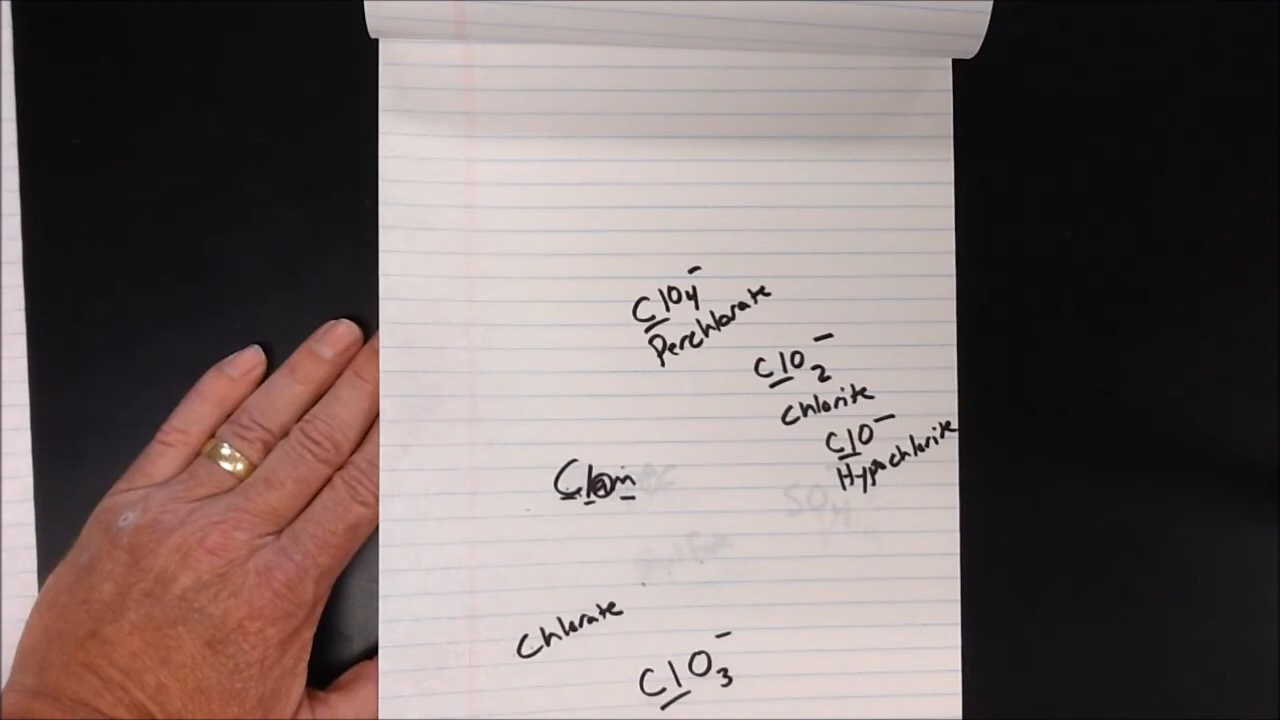 ClO₄⁻
Perchlorate
ClO₂⁻
Chlorite
ClO⁻
Hypochlorite
Chlorate
ClO₃⁻